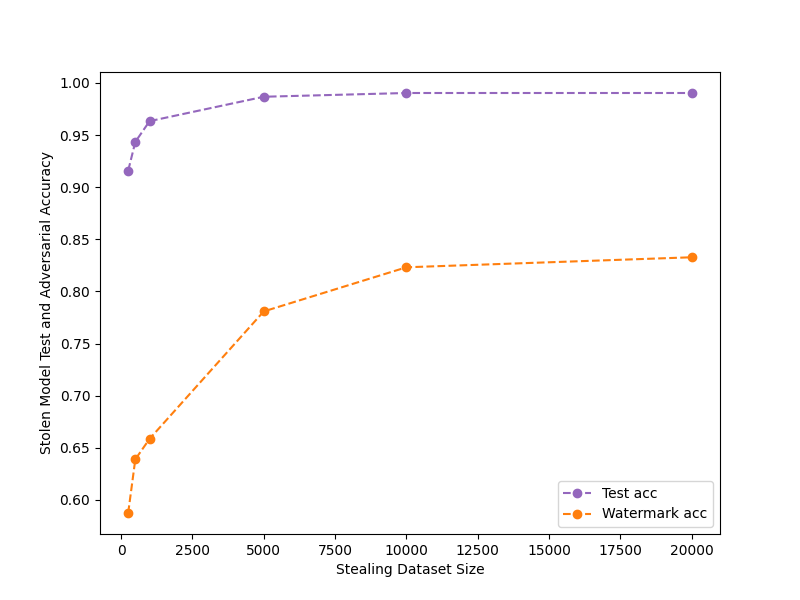 1.00
0.95
0.90
0.85
0.80
0.75
0.70
0.65
0.60
Stolen Model Test and Adversarial Accuracy
Test acc
Watermark acc
0 2500 5000 7500 10000 12500 15000 17500 20000
Stealing Dataset Size